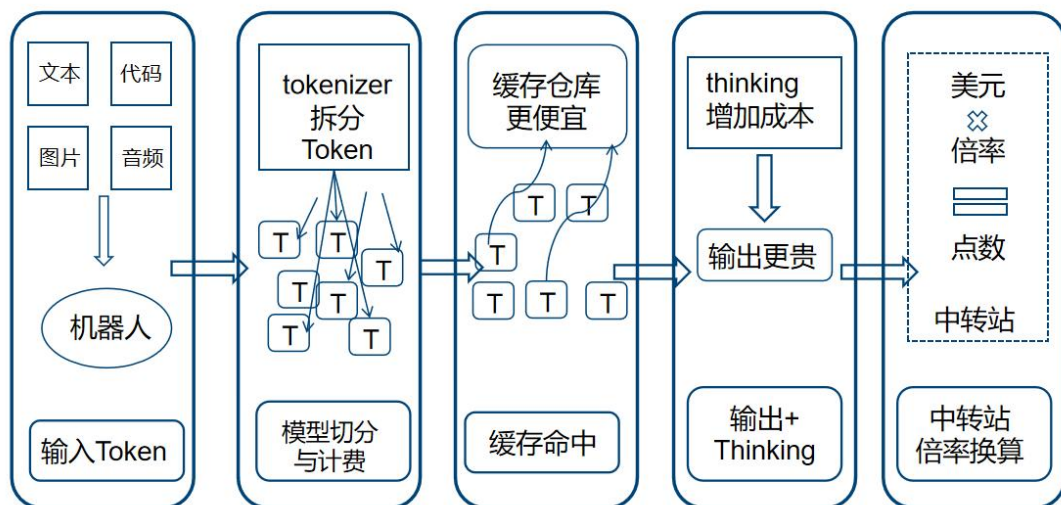 文本
代码
图片
音频
机器人
输入Token
tokenizer
拆分
Token
T
T
T
T
T
T
T
模型切分
与计费
缓存仓库
更便宜
T
T
T
T
T
T
缓存命中
thinking
增加成本
输出更贵
输出+
Thinking
美元
倍率
点数
中转站
中转站
倍率换算